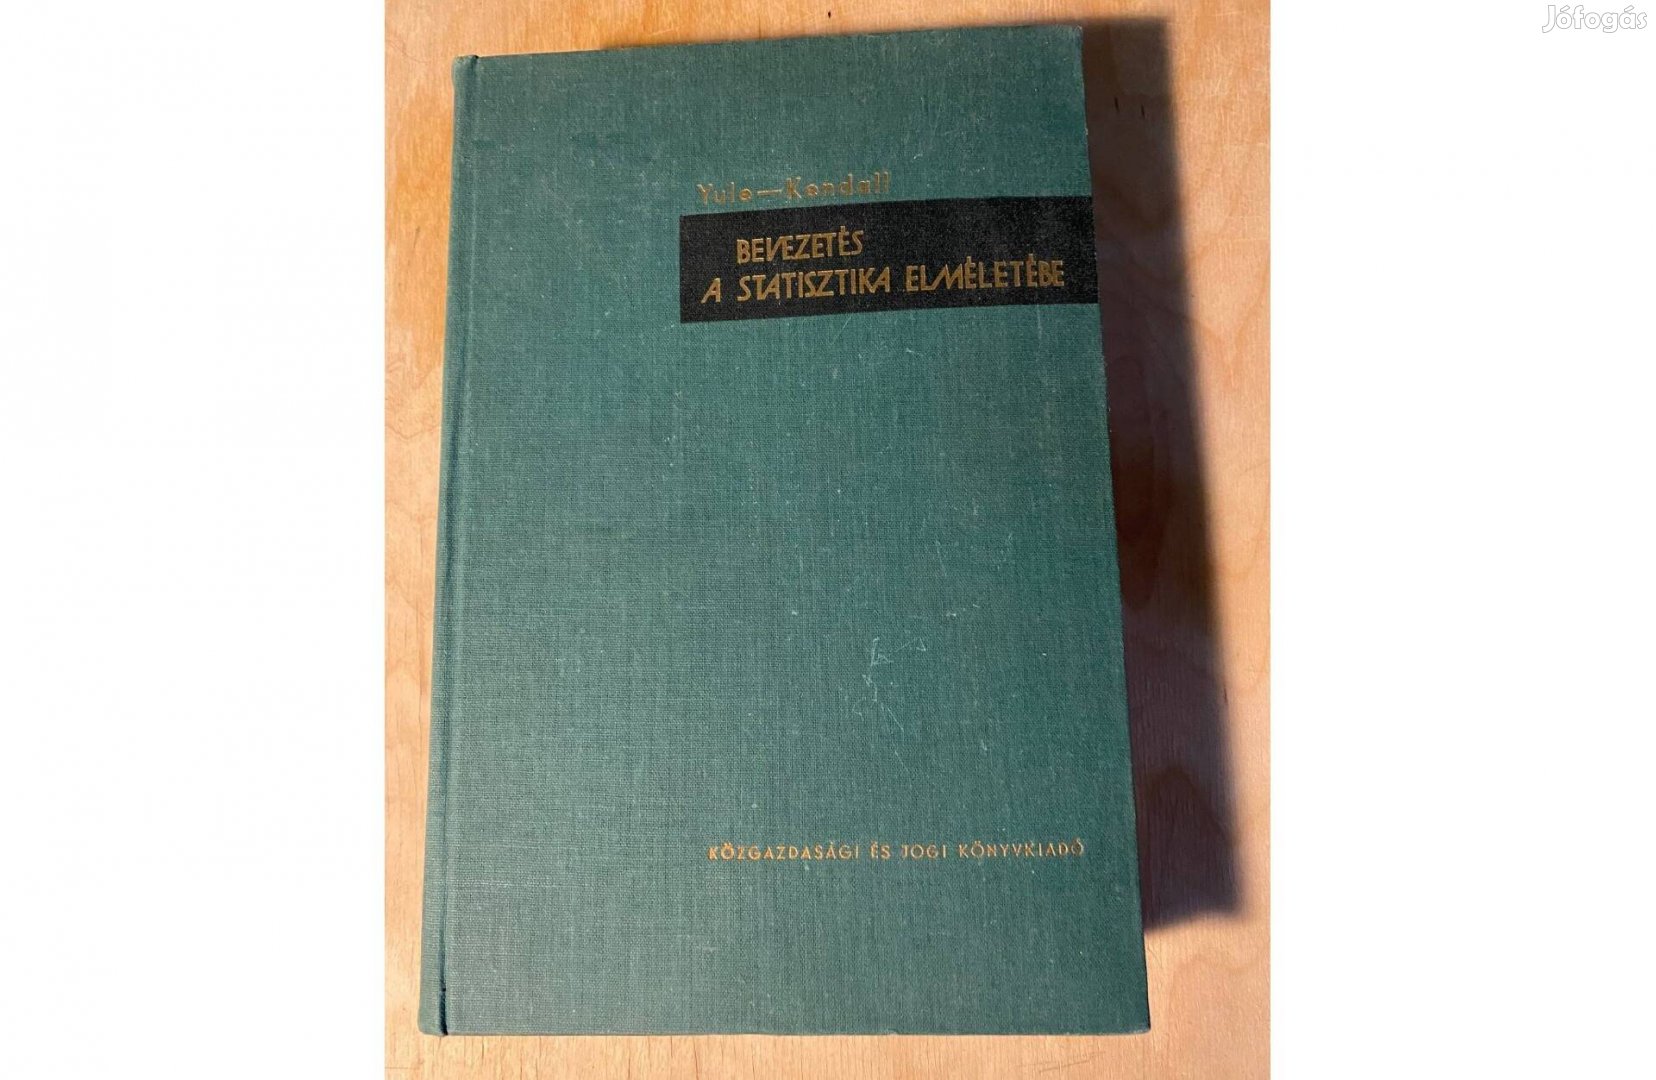 Jófogás
Yule—Kendall
BEVEZETÉS
A STATISZTIKA ELMÉLETÉBE
KÖZGAZDASÁGI ÉS JOGI KÖNYVKIADÓ